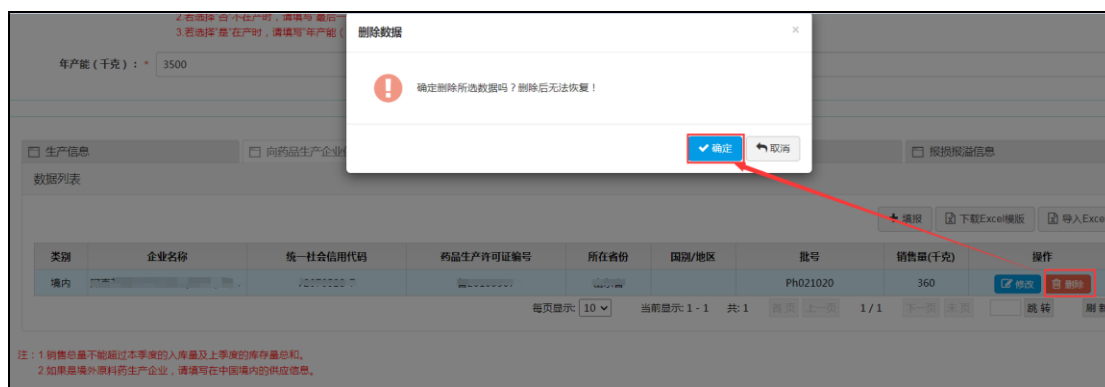 2.若选择"否"不在产时，请填写"最后一
3.若选择"是"在产时，请填写"年产能（
删除数据 ×
年产能（千克）：* 3500
确定删除所选数据吗？删除后无法恢复！
确定 取消
生产信息 向药品生产企业 报损报溢信息
数据列表
填报 下载Excel模版 导入Exce
类别 企业名称 统一社会信用代码 药品生产许可证编号 所在省份 国别/地区 批号 销售量(千克) 操作
境内 Ph021020 360 修改 删除
每页显示: 10 当前显示: 1 - 1 共: 1 首 页 上一页 1 / 1 下一页 末 页 跳 转 刷 新
注：1.销售总量不能超过本季度的入库量及上季度的库存量总和。
2.如果是境外原料药生产企业，请填写在中国境内的供应信息。